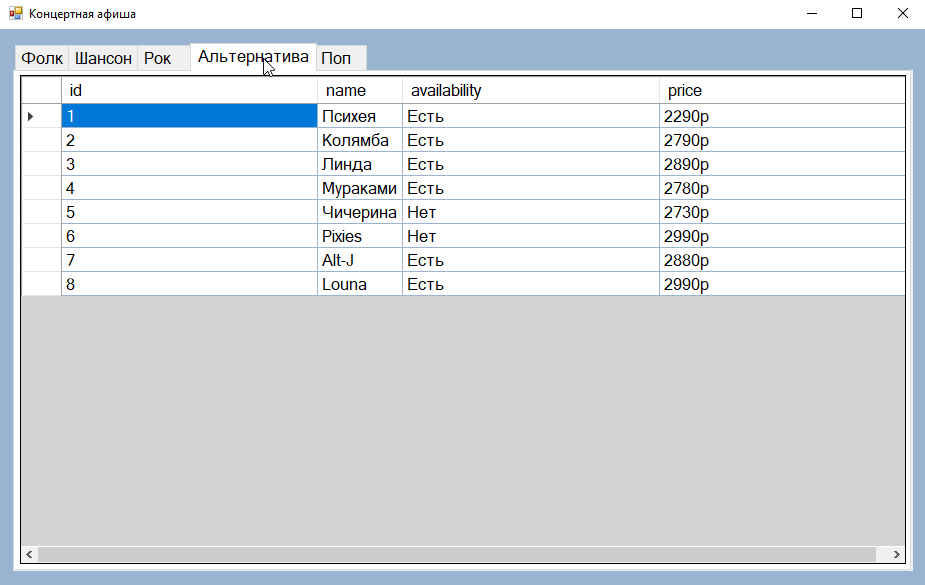 Концертная афиша
Фолк Шансон Рок Альтернатива Поп
id name availability price
1 Психея Есть 2290р
2 Колямба Есть 2790р
3 Линда Есть 2890р
4 Мураками Есть 2780р
5 Чичерина Нет 2730р
6 Pixies Нет 2990р
7 Alt-J Есть 2880р
8 Louna Есть 2990р